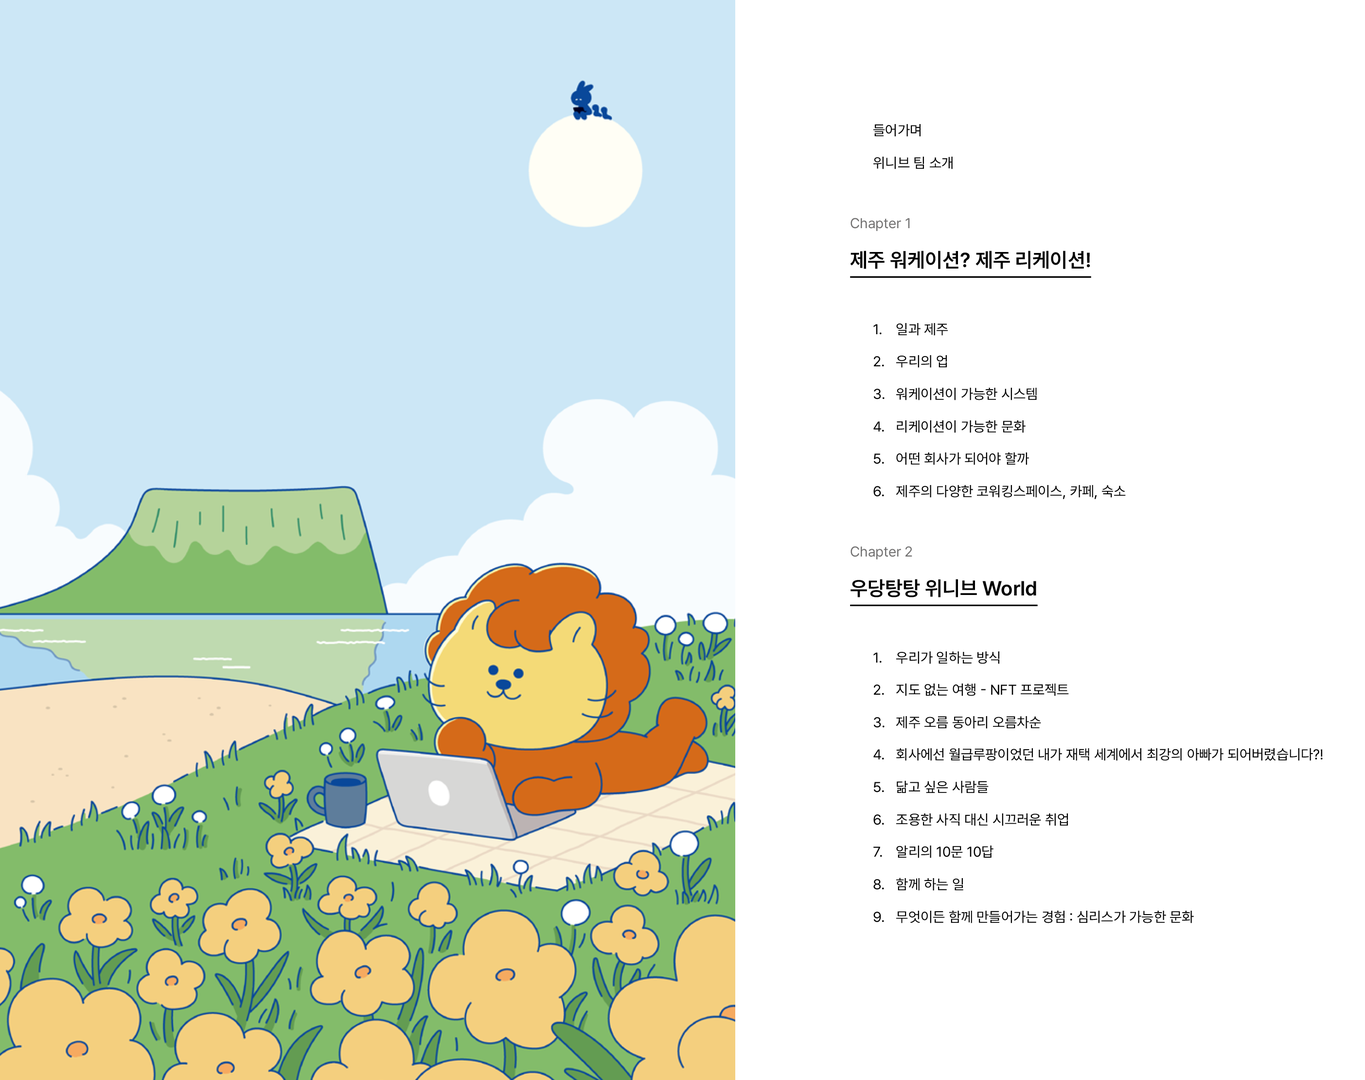 들어가며
위니브 팀 소개
Chapter 1
제주 워케이션? 제주 리케이션!
1. 일과 제주
2. 우리의 업
3. 워케이션이 가능한 시스템
4. 리케이션이 가능한 문화
5. 어떤 회사가 되어야 할까
6. 제주의 다양한 코워킹스페이스, 카페, 숙소
Chapter 2
우당탕탕 위니브 World
1. 우리가 일하는 방식
2. 지도 없는 여행 - NFT 프로젝트
3. 제주 오름 동아리 오름차순
4. 회사에선 월급루팡이었던 내가 재택 세계에서 최강의 아빠가 되어버렸습니다?!
5. 닮고 싶은 사람들
6. 조용한 사직 대신 시끄러운 취업
7. 알리의 10문 10답
8. 함께 하는 일
9. 무엇이든 함께 만들어가는 경험 : 심리스가 가능한 문화